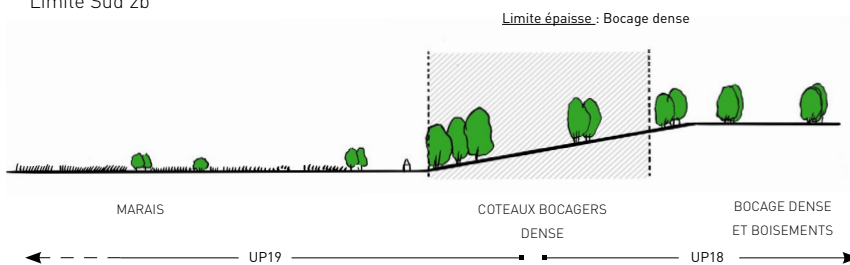 Limite Sud 2b
Limite épaisse : Bocage dense
MARAIS
COTEAUX BOCAGERS
DENSE
BOCAGE DENSE
ET BOISEMENTS
UP19
UP18